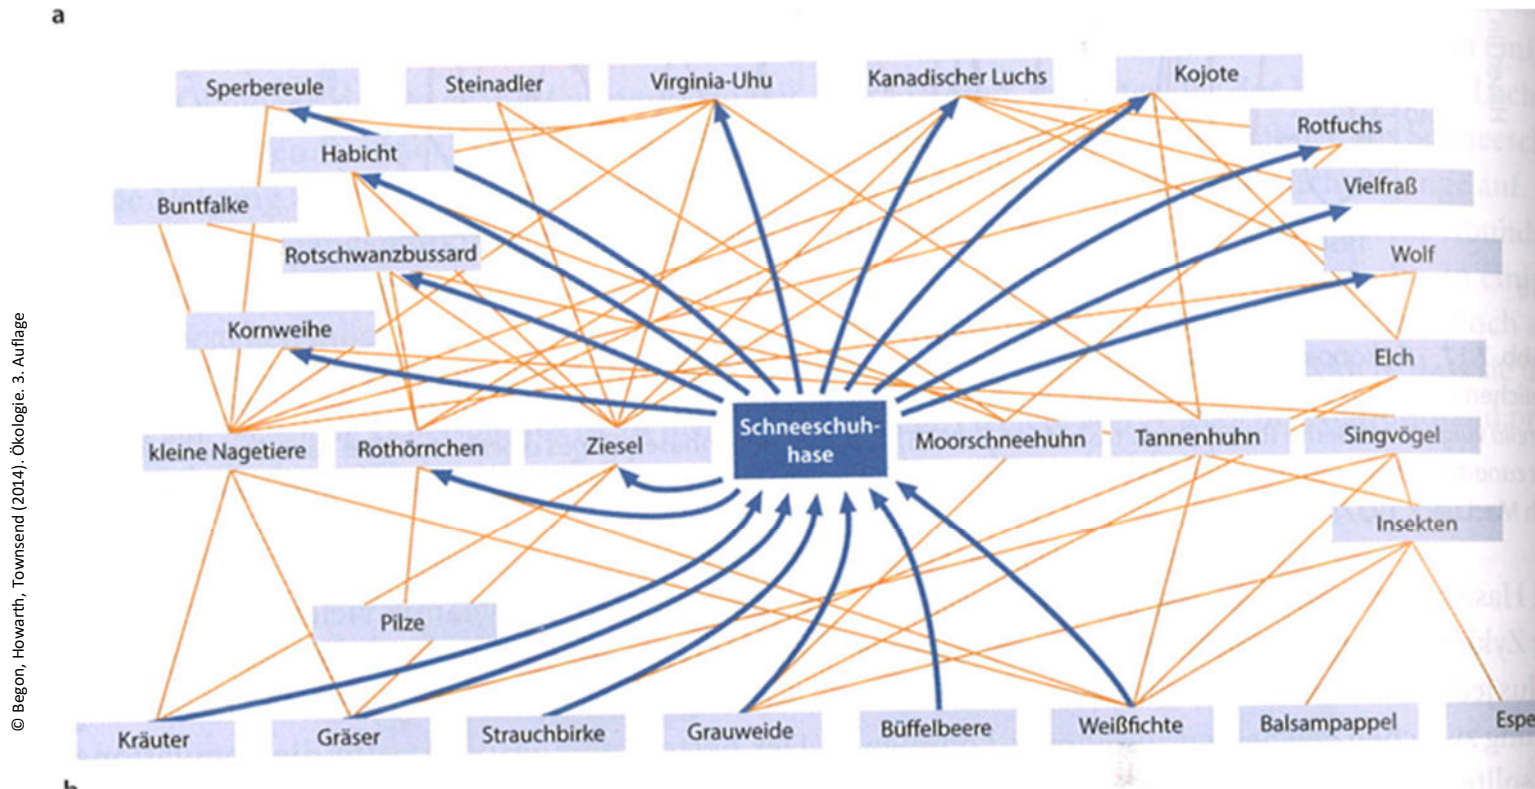 a
Sperbereule
Steinadler
Virginia-Uhu
Kanadischer Luchs
Kojote
Rotfuchs
Habicht
Vielfraß
Buntfalke
Rotschwanzbussard
Wolf
Kornweihe
Elch
Schneeschuh-
hase
kleine Nagetiere
Rothörnchen
Ziesel
Moorschneehuhn
Tannenhuhn
Singvögel
Insekten
Pilze
Kräuter
Gräser
Strauchbirke
Grauweide
Büffelbeere
Weißfichte
Balsampappel
Espe
© Begon, Howarth, Townsend (2014). Ökologie. 3. Auflage